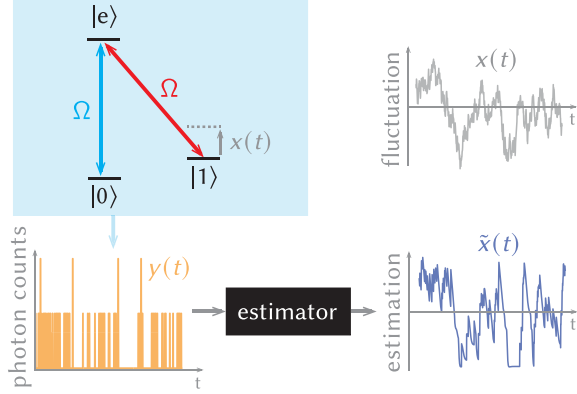 |e⟩
Ω
Ω
x(t)
|0⟩
|1⟩
fluctuation
x(t)
t
photon counts
y(t)
t
estimator
estimation
x̃(t)
t